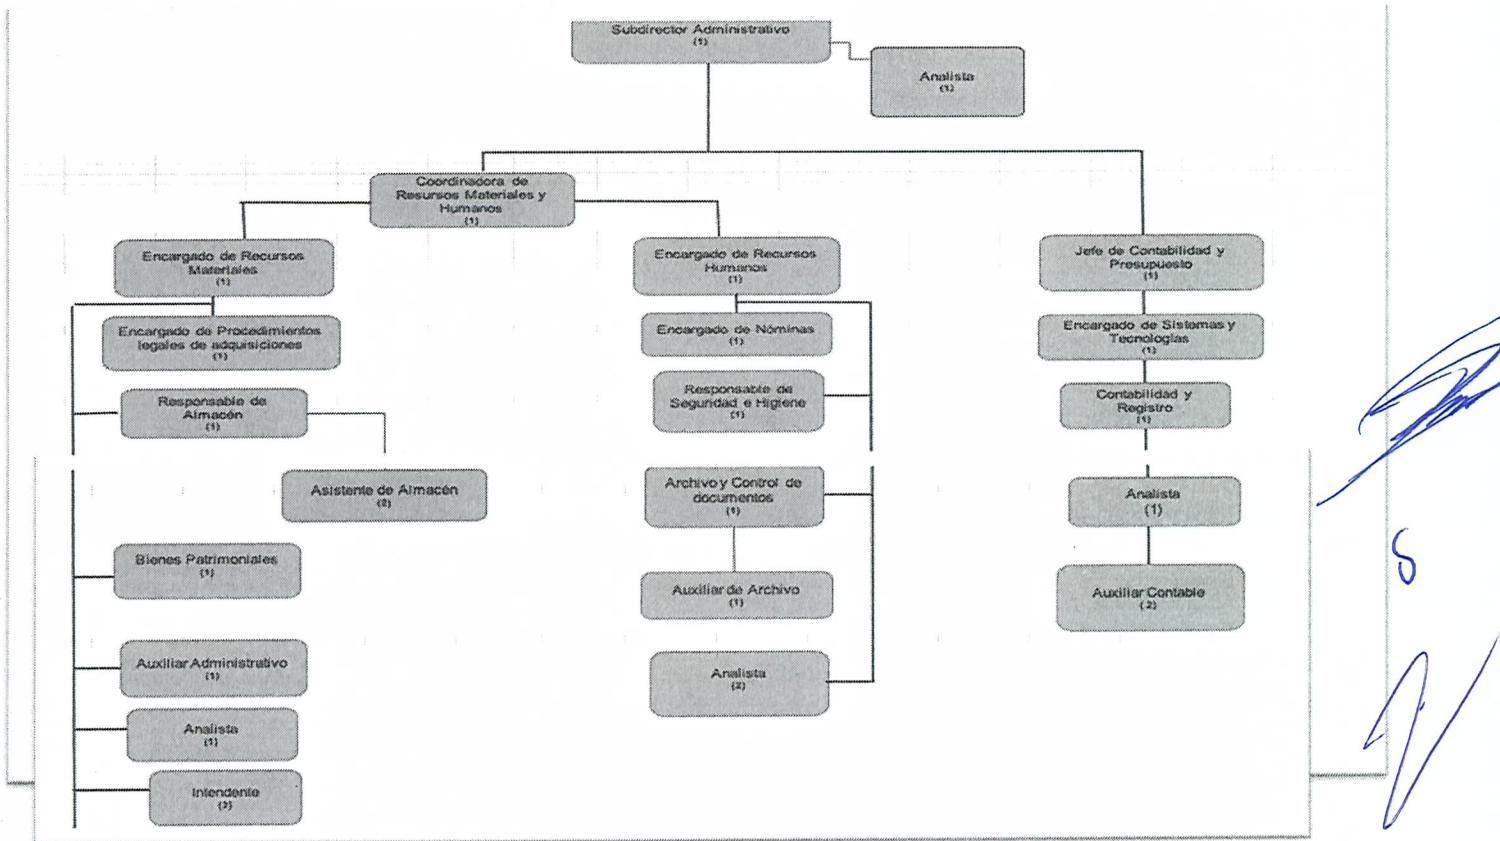 Subdirector Administrativo
(1)
Analista
(1)
Coordinadora de
Resursos Materiales y
Humanos
(1)
Encargado de Recursos
Materiales
(1)
Encargado de Recursos
Humanos
(1)
Jefe de Contabilidad y
Presupuesto
(1)
Encargado de Procedimientos
legales de adquisiciones
(1)
Encargado de Nóminas
(1)
Encargado de Sistemas y
Tecnologías
(1)
Responsable de
Almacén
(1)
Responsable de
Seguridad e Higiene
(1)
Contabilidad y
Registro
(1)
Asistente de Almacén
(2)
Archivo y Control de
documentos
(1)
Analista
(1)
Bienes Patrimoniales
(1)
Auxiliar de Archivo
(1)
Auxiliar Contable
(2)
Auxiliar Administrativo
(1)
Analista
(2)
Analista
(1)
Intendente